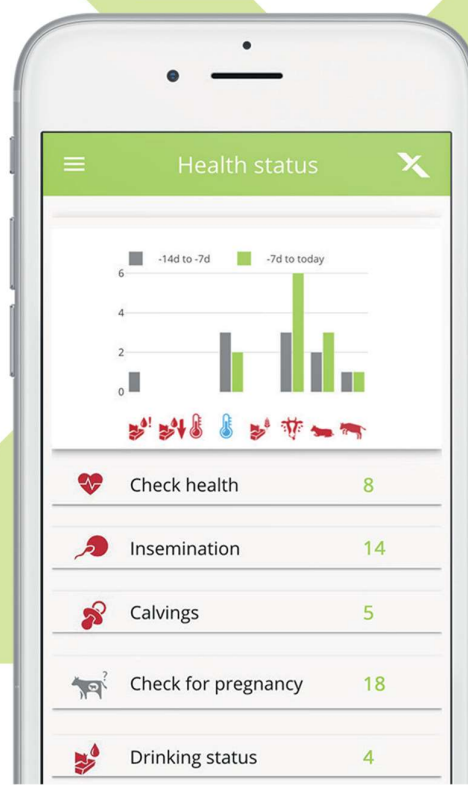 Health status
-14d to -7d
-7d to today
6
4
2
0
Check health 8
Insemination 14
Calvings 5
Check for pregnancy 18
Drinking status 4